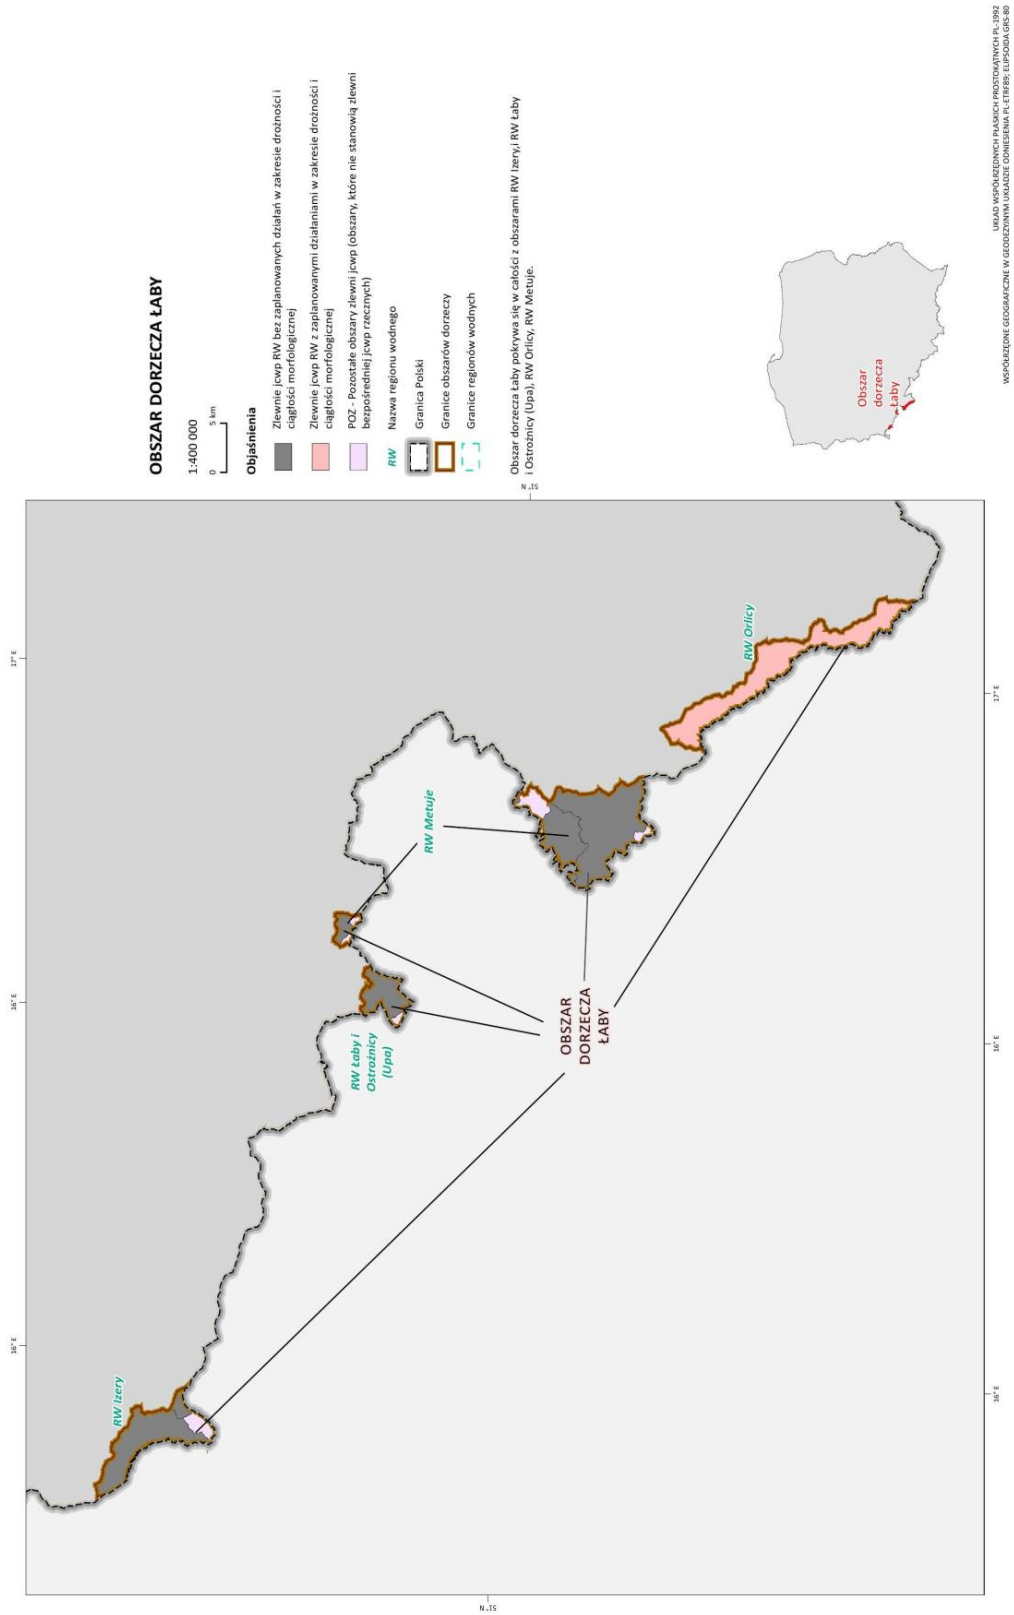 OBSZAR DORZECZA ŁABY
1:400 000
0 5 km
Objaśnienia
Zlewnie jcwp RW bez zaplanowanych działań w zakresie drożności i
ciągłości morfologicznej
Zlewnie jcwp RW z zaplanowanymi działaniami w zakresie drożności i
ciągłości morfologicznej
POZ - Pozostałe obszary zlewni jcwp (obszary, które nie stanowią zlewni
bezpośredniej jcwp rzecznych)
RW Nazwa regionu wodnego
Granica Polski
Granice obszarów dorzeczy
Granice regionów wodnych
Obszar dorzecza Łaby pokrywa się w całości z obszarami RW Izery,i RW Łaby
i Ostrożnicy (Upa), RW Orlicy, RW Metuje.
Obszar
dorzecza
Łaby
16° E
16° E
17° E
51° N
RW Izery
RW Łaby i
Ostrożnicy
(Upa)
RW Metuje
RW Orlicy
OBSZAR
DORZECZA
ŁABY
51° N
16° E
16° E
17° E
UKŁAD WSPÓŁRZĘDNYCH PŁASKICH PROSTOKĄTNYCH PL-1992
WSPÓŁRZĘDNE GEOGRAFICZNE W GEODEZYJNYM UKŁADZIE ODNIESIENIA PL-ETRF89; ELIPSOIDA GRS-80